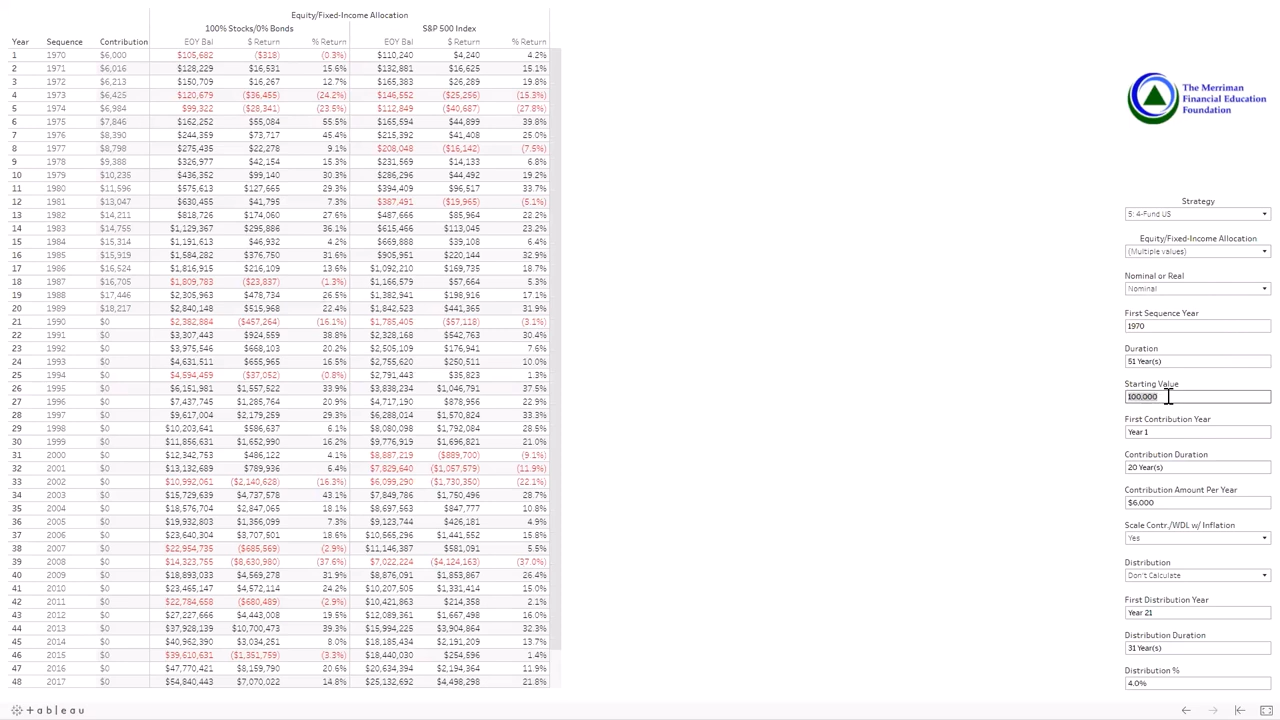 Equity/Fixed-Income Allocation
100% Stocks/0% Bonds S&P 500 Index
Year Sequence Contribution EOY Bal $ Return % Return EOY Bal $ Return % Return
1 1970 $6,000 $105,682 ($318) (0.3%) $110,240 $4,240 4.2%
2 1971 $6,016 $128,229 $16,531 15.6% $132,881 $16,625 15.1%
3 1972 $6,213 $150,709 $16,267 12.7% $165,383 $26,289 19.8%
4 1973 $6,425 $120,679 ($36,455) (24.2%) $146,552 ($25,256) (15.3%)
5 1974 $6,984 $99,322 ($28,341) (23.5%) $112,849 ($40,687) (27.8%)
6 1975 $7,846 $162,252 $55,084 55.5% $165,594 $44,899 39.8%
7 1976 $8,390 $244,359 $73,717 45.4% $215,392 $41,408 25.0%
8 1977 $8,798 $275,435 $22,278 9.1% $208,048 ($16,142) (7.5%)
9 1978 $9,388 $326,977 $42,154 15.3% $231,569 $14,133 6.8%
10 1979 $10,235 $436,352 $99,140 30.3% $286,296 $44,492 19.2%
11 1980 $11,596 $575,613 $127,665 29.3% $394,409 $96,517 33.7%
12 1981 $13,047 $630,455 $41,795 7.3% $387,491 ($19,965) (5.1%)
13 1982 $14,211 $818,726 $174,060 27.6% $487,666 $85,964 22.2%
14 1983 $14,755 $1,129,367 $295,886 36.1% $615,466 $113,045 23.2%
15 1984 $15,314 $1,191,613 $46,932 4.2% $669,888 $39,108 6.4%
16 1985 $15,919 $1,584,282 $376,750 31.6% $905,951 $220,144 32.9%
17 1986 $16,524 $1,816,915 $216,109 13.6% $1,092,210 $169,735 18.7%
18 1987 $16,705 $1,809,783 ($23,837) (1.3%) $1,166,579 $57,664 5.3%
19 1988 $17,446 $2,305,963 $478,734 26.5% $1,382,941 $198,916 17.1%
20 1989 $18,217 $2,840,148 $515,968 22.4% $1,842,523 $441,365 31.9%
21 1990 $0 $2,382,884 ($457,264) (16.1%) $1,785,405 ($57,118) (3.1%)
22 1991 $0 $3,307,443 $924,559 38.8% $2,328,168 $542,763 30.4%
23 1992 $0 $3,975,546 $668,103 20.2% $2,505,109 $176,941 7.6%
24 1993 $0 $4,631,511 $655,965 16.5% $2,755,620 $250,511 10.0%
25 1994 $0 $4,594,459 ($37,052) (0.8%) $2,791,443 $35,823 1.3%
26 1995 $0 $6,151,981 $1,557,522 33.9% $3,838,234 $1,046,791 37.5%
27 1996 $0 $7,437,745 $1,285,764 20.9% $4,717,190 $878,956 22.9%
28 1997 $0 $9,617,004 $2,179,259 29.3% $6,288,014 $1,570,824 33.3%
29 1998 $0 $10,203,641 $586,637 6.1% $8,080,098 $1,792,084 28.5%
30 1999 $0 $11,856,631 $1,652,990 16.2% $9,776,919 $1,696,821 21.0%
31 2000 $0 $12,342,753 $486,122 4.1% $8,887,219 ($889,700) (9.1%)
32 2001 $0 $13,132,689 $789,936 6.4% $7,829,640 ($1,057,579) (11.9%)
33 2002 $0 $10,992,061 ($2,140,628) (16.3%) $6,099,290 ($1,730,350) (22.1%)
34 2003 $0 $15,729,639 $4,737,578 43.1% $7,849,786 $1,750,496 28.7%
35 2004 $0 $18,576,704 $2,847,065 18.1% $8,697,563 $847,777 10.8%
36 2005 $0 $19,932,803 $1,356,099 7.3% $9,123,744 $426,181 4.9%
37 2006 $0 $23,640,304 $3,707,501 18.6% $10,565,296 $1,441,552 15.8%
38 2007 $0 $22,954,735 ($685,569) (2.9%) $11,146,387 $581,091 5.5%
39 2008 $0 $14,323,755 ($8,630,980) (37.6%) $7,022,224 ($4,124,163) (37.0%)
40 2009 $0 $18,893,033 $4,569,278 31.9% $8,876,091 $1,853,867 26.4%
41 2010 $0 $23,465,147 $4,572,114 24.2% $10,207,505 $1,331,414 15.0%
42 2011 $0 $22,784,658 ($680,489) (2.9%) $10,421,863 $214,358 2.1%
43 2012 $0 $27,227,666 $4,443,008 19.5% $12,089,361 $1,667,498 16.0%
44 2013 $0 $37,928,139 $10,700,473 39.3% $15,994,225 $3,904,864 32.3%
45 2014 $0 $40,962,390 $3,034,251 8.0% $18,185,434 $2,191,209 13.7%
46 2015 $0 $39,610,631 ($1,351,759) (3.3%) $18,440,030 $254,596 1.4%
47 2016 $0 $47,770,421 $8,159,790 20.6% $20,634,394 $2,194,364 11.9%
48 2017 $0 $54,840,443 $7,070,022 14.8% $25,132,692 $4,498,298 21.8%
The Merriman
Financial Education
Foundation
Strategy
5: 4-Fund US
Equity/Fixed-Income Allocation
(Multiple values)
Nominal or Real
Nominal
First Sequence Year
1970
Duration
51 Year(s)
Starting Value
100,000
First Contribution Year
Year 1
Contribution Duration
20 Year(s)
Contribution Amount Per Year
$6,000
Scale Contr./WDL w/ Inflation
Yes
Distribution
Don't Calculate
First Distribution Year
Year 21
Distribution Duration
31 Year(s)
Distribution %
4.0%
+ a b l e a u